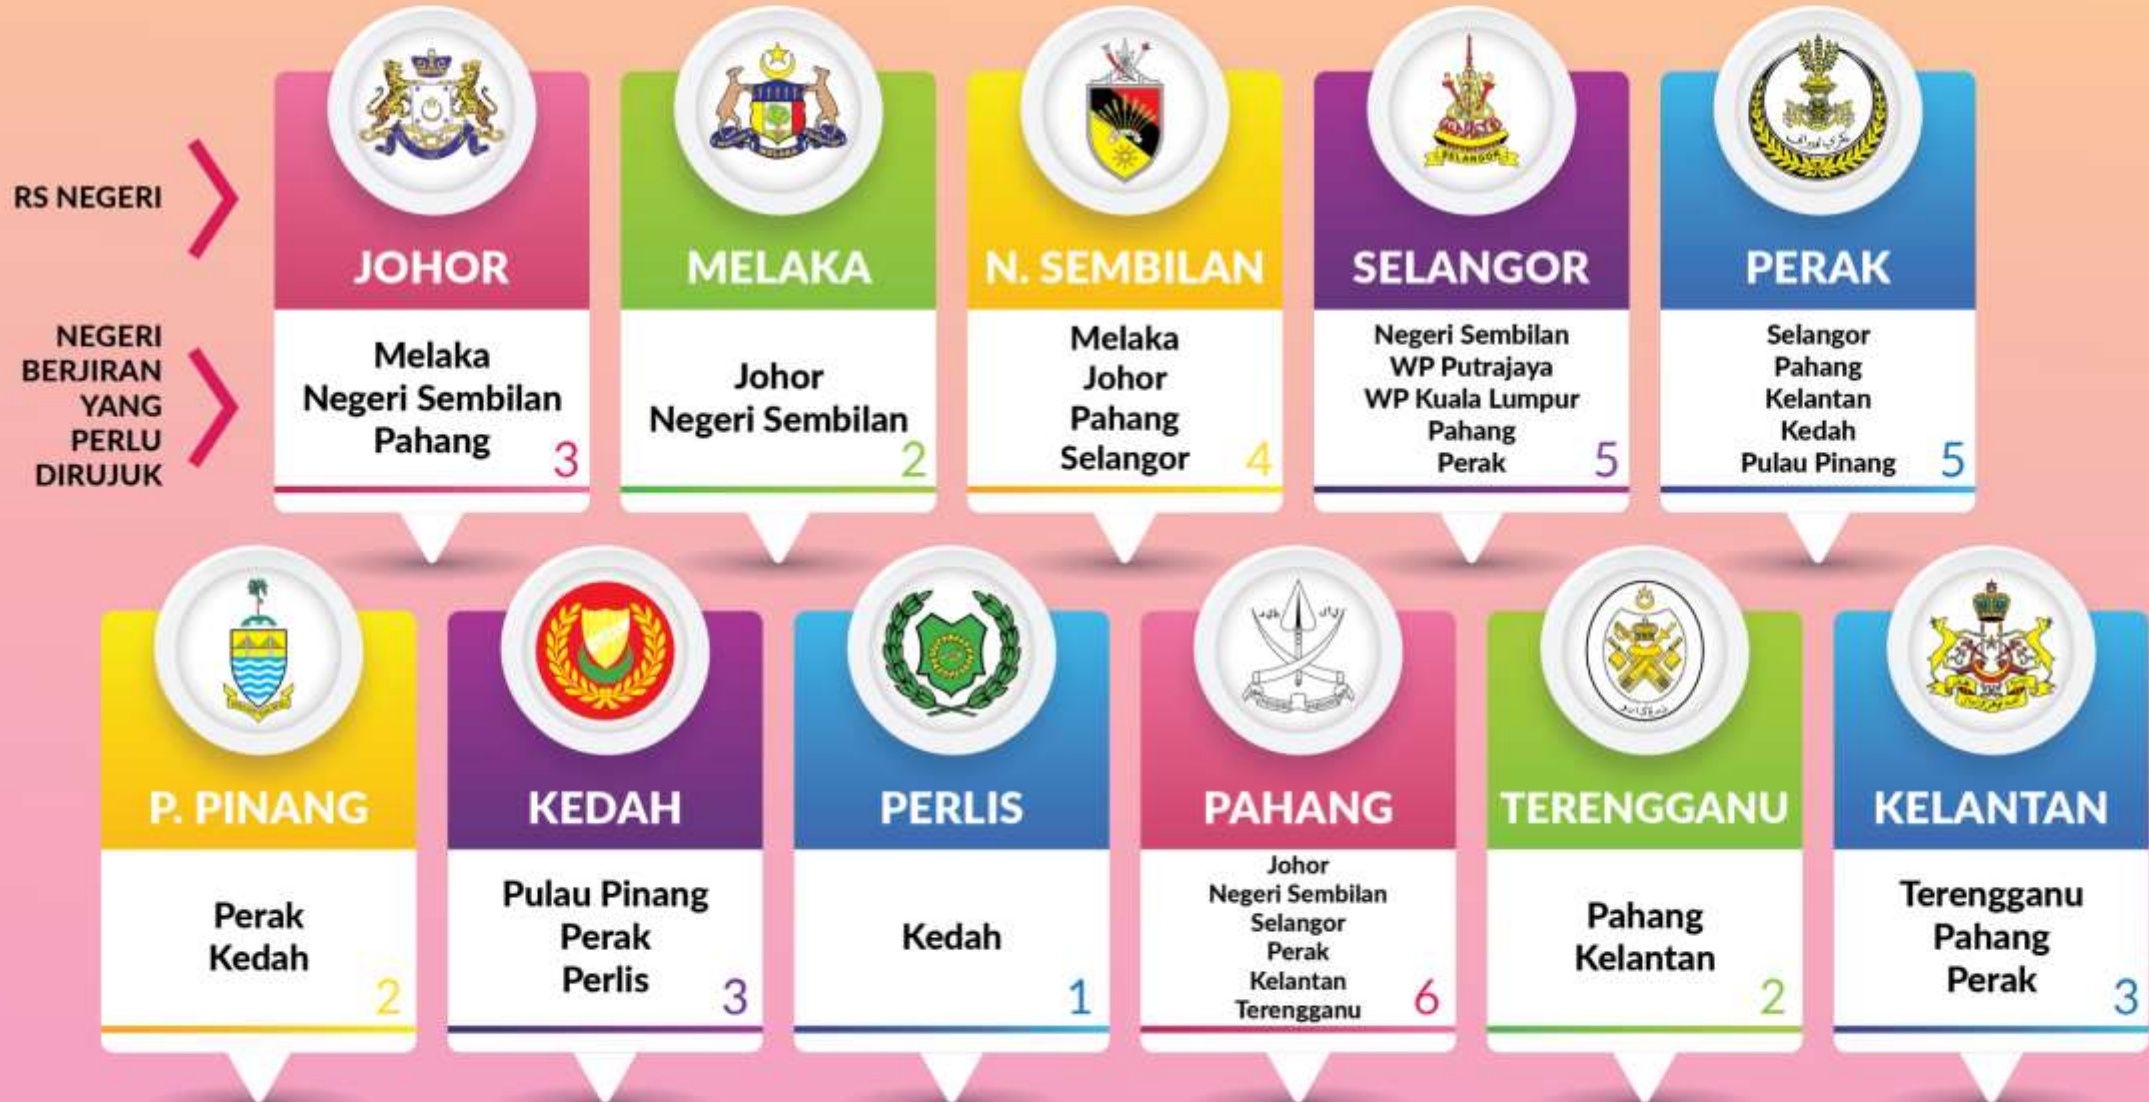 RS NEGERI
JOHOR
MELAKA
N. SEMBILAN
SELANGOR
SELANGOR
PERAK
NEGERI
BERJIRAN
YANG
PERLU
DIRUJUK
Melaka
Negeri Sembilan
Pahang
3
MELAKA
Johor
Negeri Sembilan
2
Melaka
Johor
Pahang
Selangor
4
Negeri Sembilan
WP Putrajaya
WP Kuala Lumpur
Pahang
Perak
5
Selangor
Pahang
Kelantan
Kedah
Pulau Pinang
5
P. PINANG
Perak
Kedah
2
KEDAH
Pulau Pinang
Perak
Perlis
3
PERLIS
Kedah
1
PAHANG
Johor
Negeri Sembilan
Selangor
Perak
Kelantan
Terengganu
6
TERENGGANU
Pahang
Kelantan
2
KELANTAN
Terengganu
Pahang
Perak
3